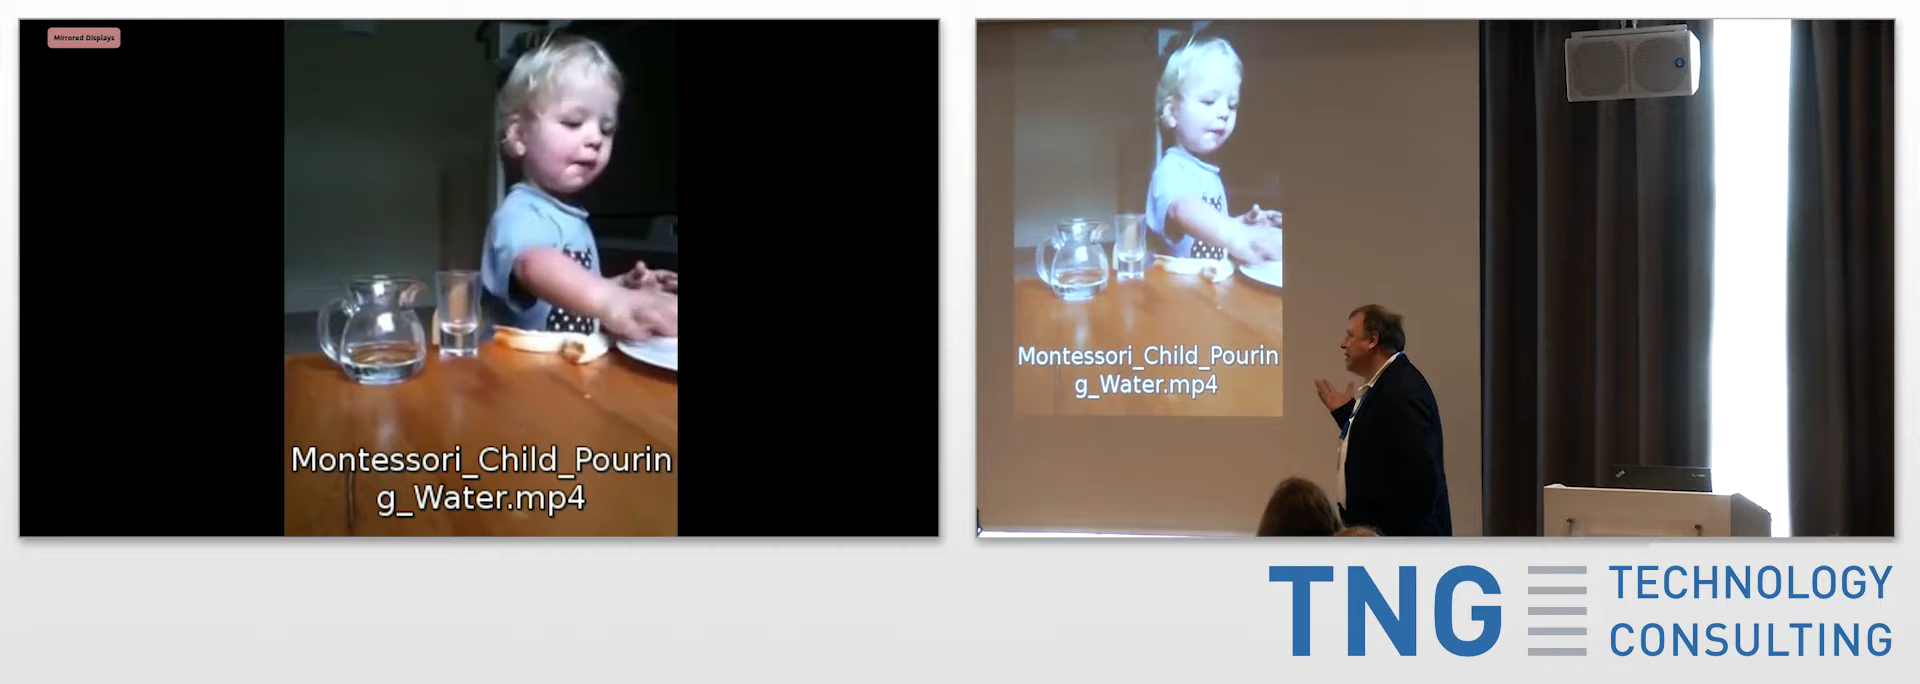 Mirrored Displays
Montessori_Child_Pourin
g_Water.mp4
Montessori_Child_Pourin
g_Water.mp4
TNG TECHNOLOGY
CONSULTING